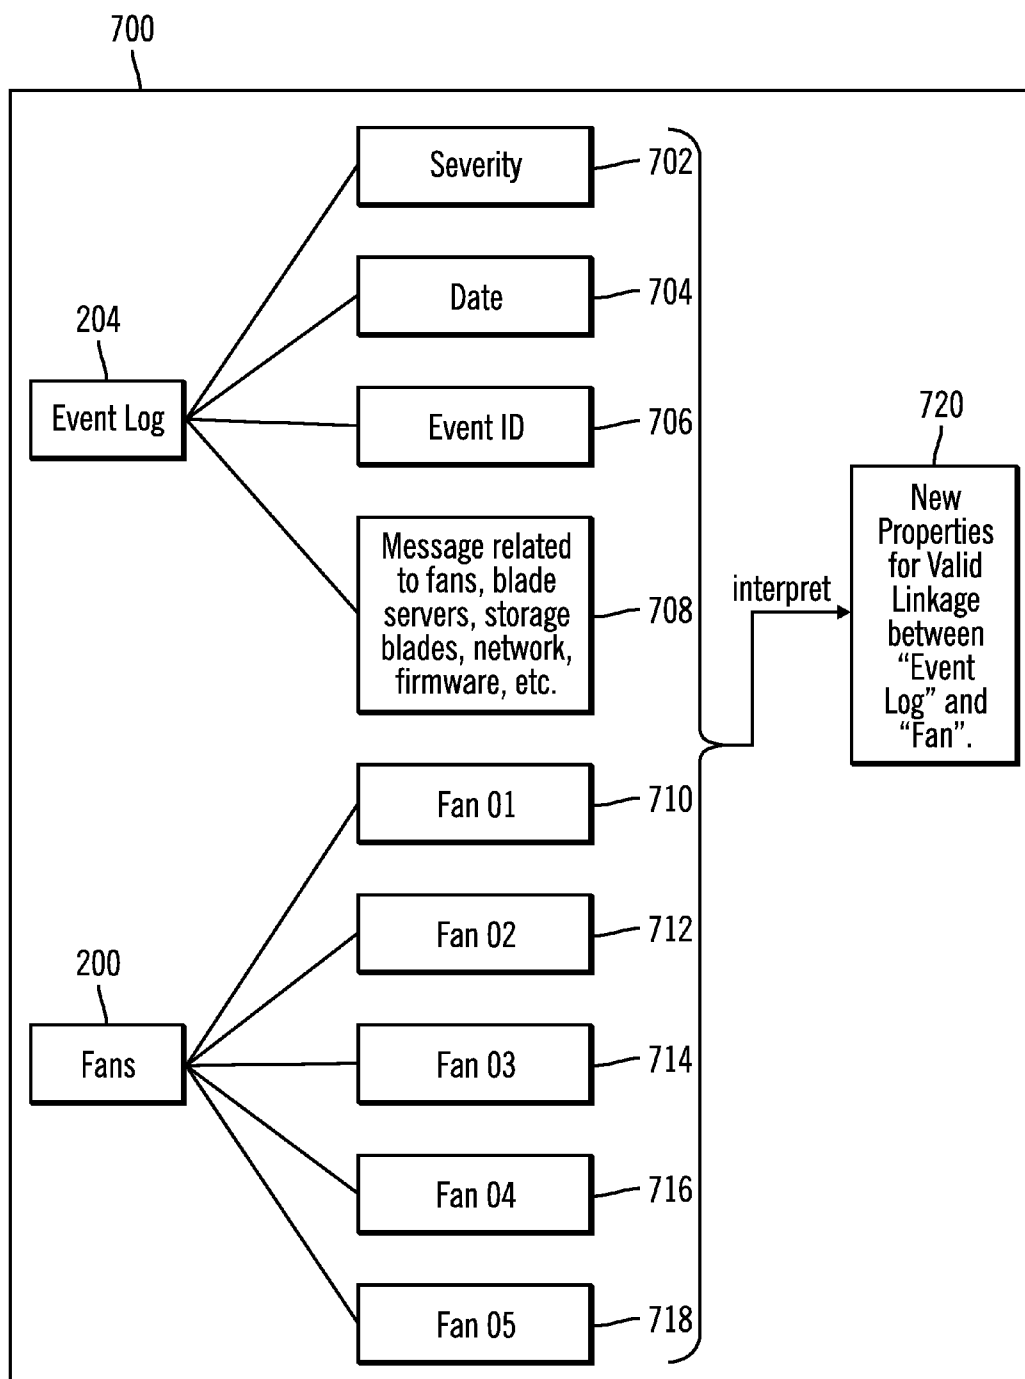 700
Severity
702
Date
704
204
Event Log
Event ID
706
Message related
to fans, blade
servers, storage
blades, network,
firmware, etc.
708
interpret
720
New
Properties
for Valid
Linkage
between
“Event
Log” and
“Fan”.
Fan 01
710
Fan 02
712
200
Fans
Fan 03
714
Fan 04
716
Fan 05
718